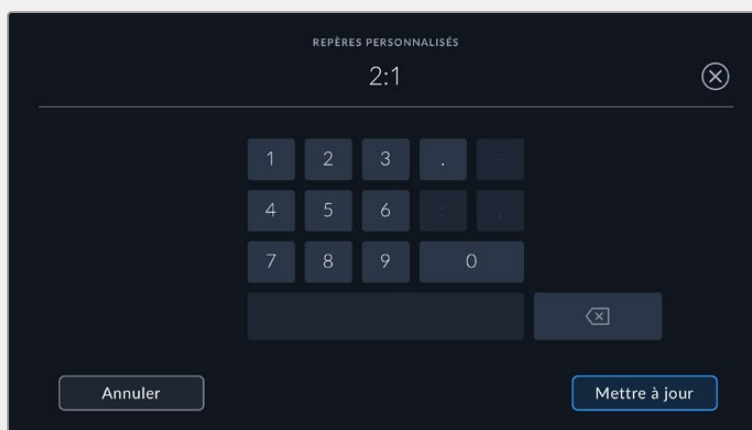 REPÈRES PERSONNALISÉS
2:1
1 2 3 .
4 5 6 :
7 8 9 0
Annuler Mettre à jour